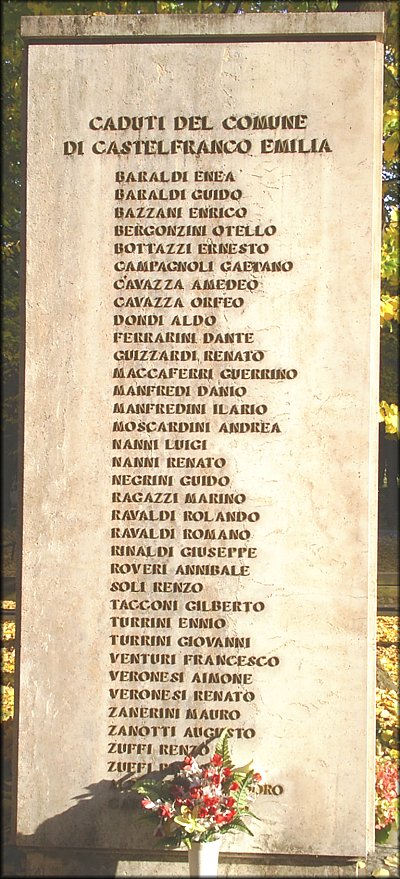 CADUTI DEL COMUNE
DI CASTELFRANCO EMILIA
BARALDI ENEA
BARALDI GUIDO
BAZZANI ENRICO
BERGONZINI OTELLO
BOTTAZZI ERNESTO
CAMPAGNOLI GAETANO
CAVAZZA AMEDEO
CAVAZZA ORFEO
DONDI ALDO
FERRARINI DANTE
GUIZZARDI RENATO
MACCAFERRI GUERRINO
MANFREDI DANIO
MANFREDINI ILARIO
MOSCARDINI ANDREA
NANNI LUIGI
NANNI RENATO
NEGRINI GUIDO
RAGAZZI MARINO
RAVALDI ROLANDO
RAVALDI ROMANO
RINALDI GIUSEPPE
ROVERI ANNIBALE
SOLI RENZO
TACCONI GILBERTO
TURRINI ENNIO
TURRINI GIOVANNI
VENTURI FRANCESCO
VERONESI AIMONE
VERONESI RENATO
ZANERINI MAURO
ZANOTTI AUGUSTO
ZUFFI RENZO
ZUFFI